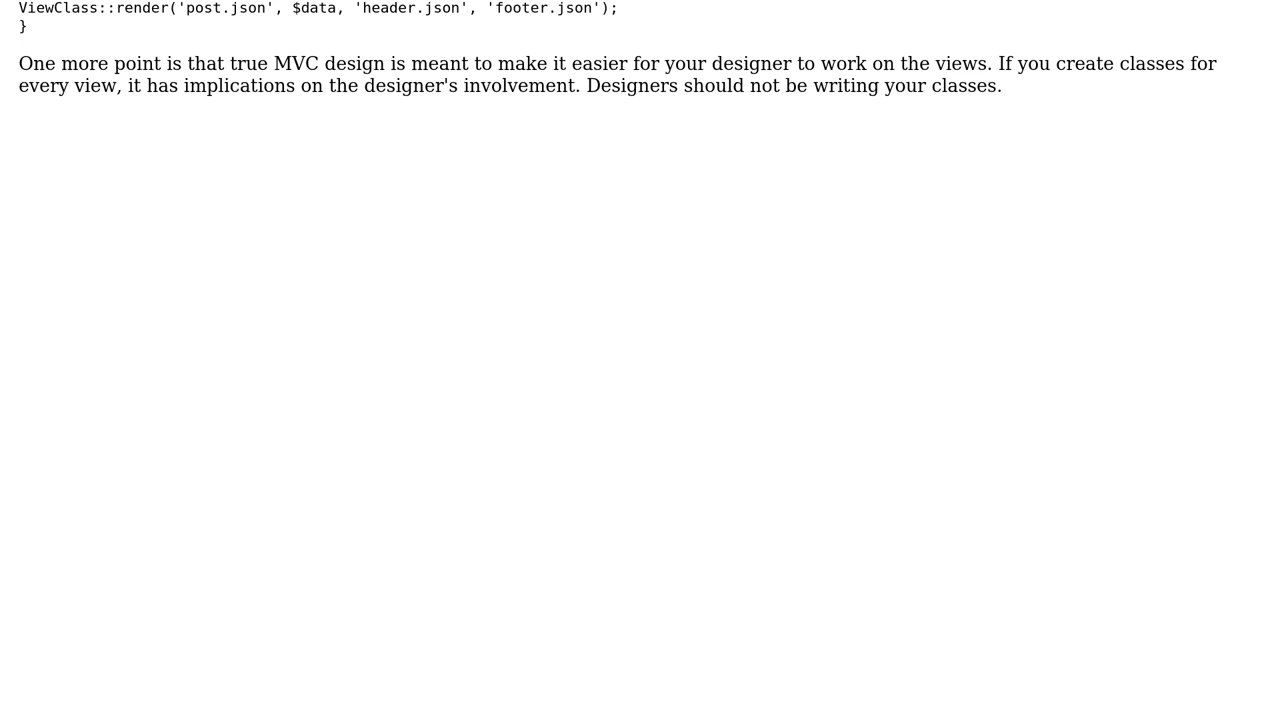 ViewClass::render('post.json', $data, 'header.json', 'footer.json');
}
One more point is that true MVC design is meant to make it easier for your designer to work on the views. If you create classes for
every view, it has implications on the designer's involvement. Designers should not be writing your classes.